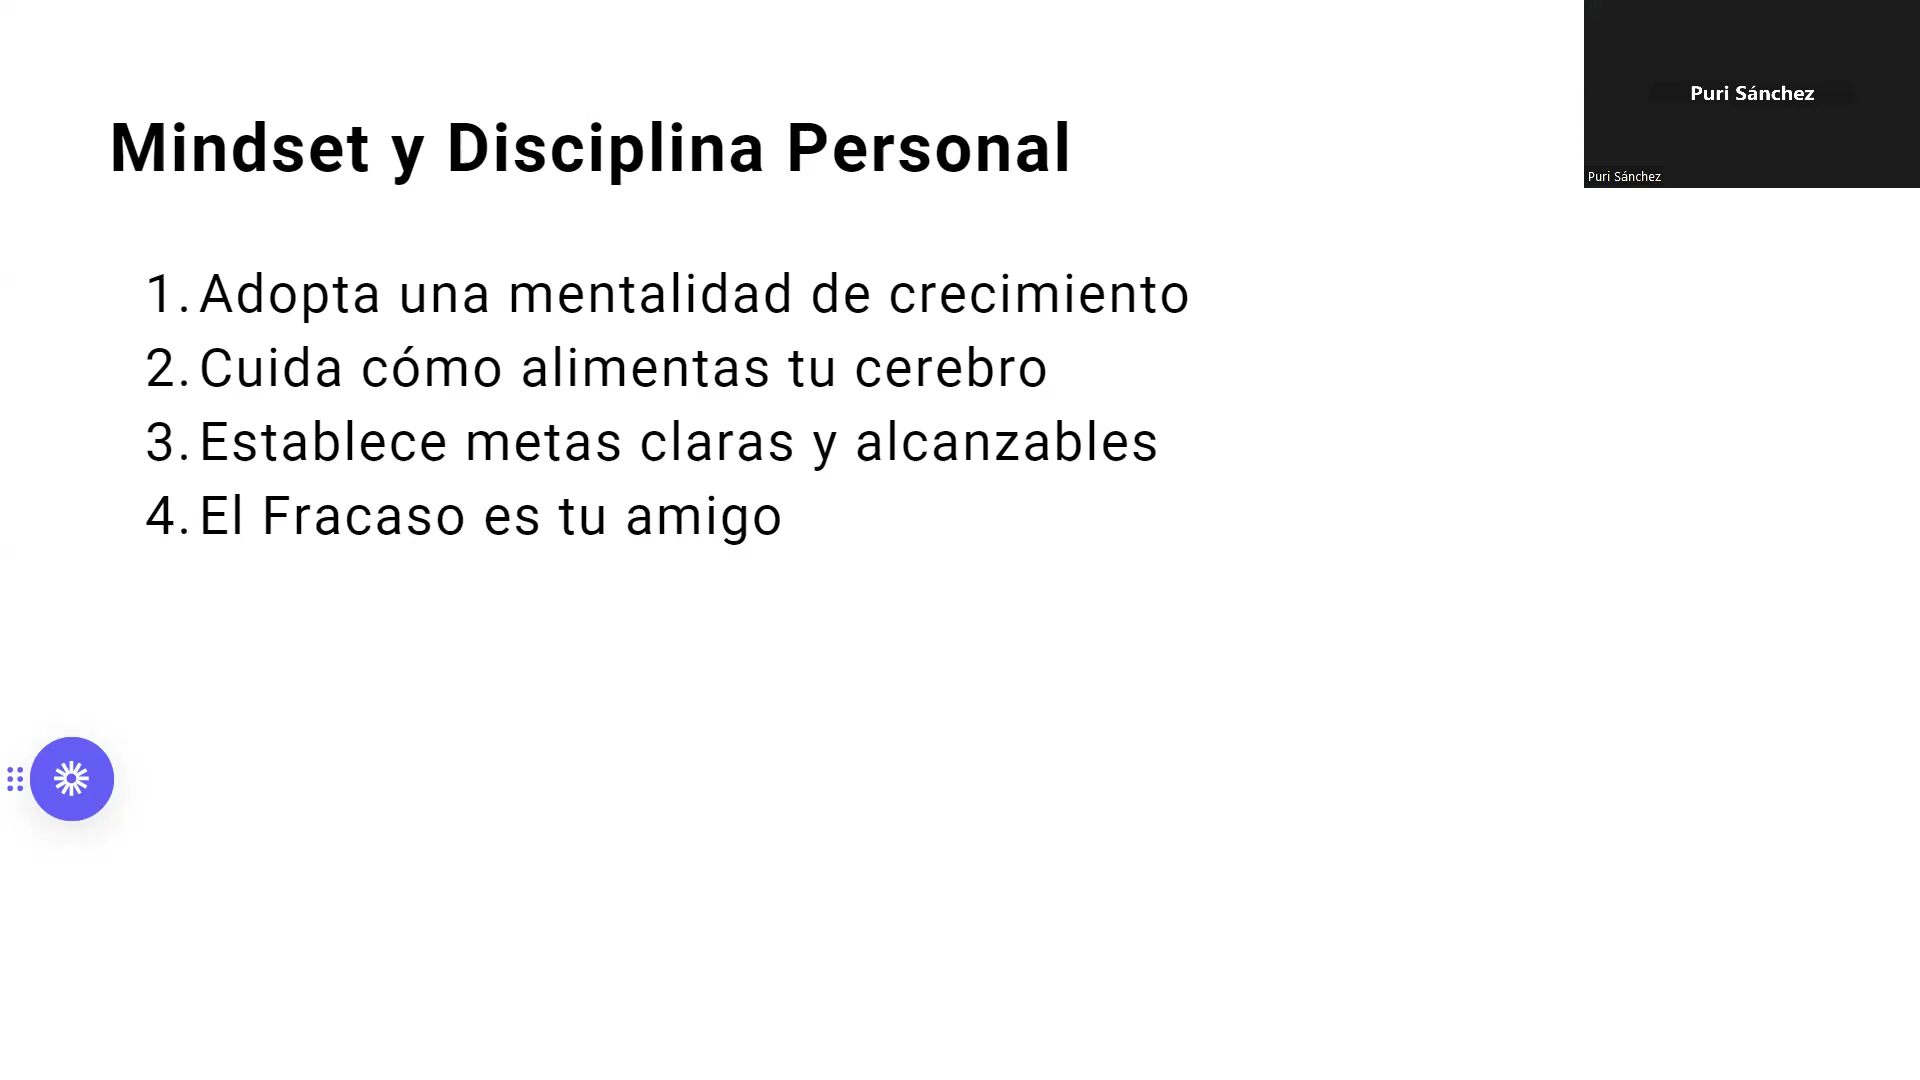 Mindset y Disciplina Personal
1. Adopta una mentalidad de crecimiento
2. Cuida cómo alimentas tu cerebro
3. Establece metas claras y alcanzables
4. El Fracaso es tu amigo
Puri Sánchez
Puri Sánchez